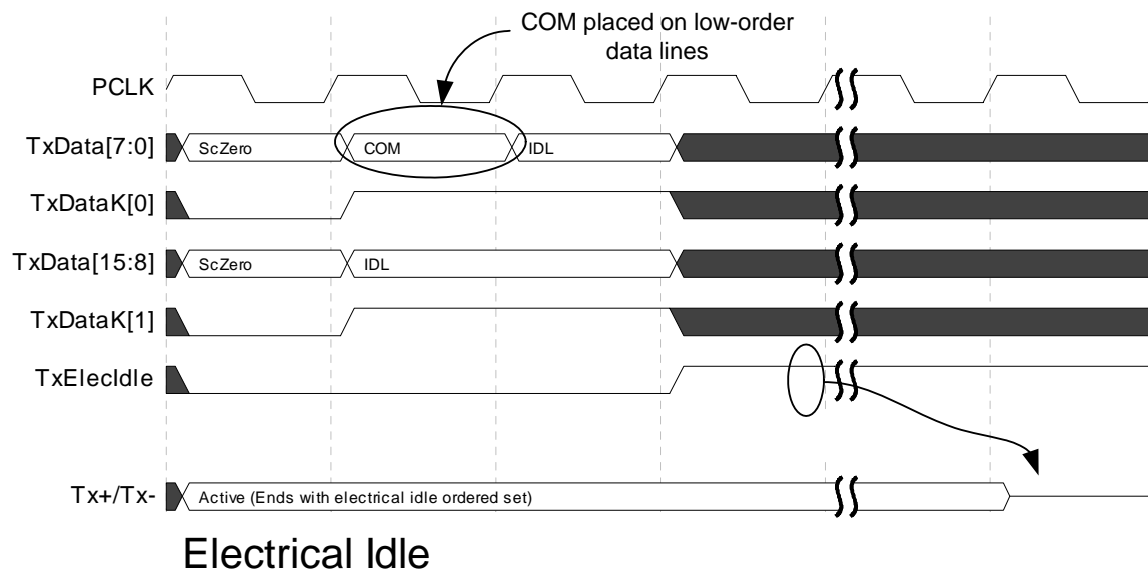 COM placed on low-order
data lines
PCLK
TxData[7:0]
ScZero
COM
IDL
TxDataK[0]
TxData[15:8]
ScZero
IDL
TxDataK[1]
TxElecIdle
Tx+/Tx-
Active (Ends with electrical idle ordered set)
Electrical Idle